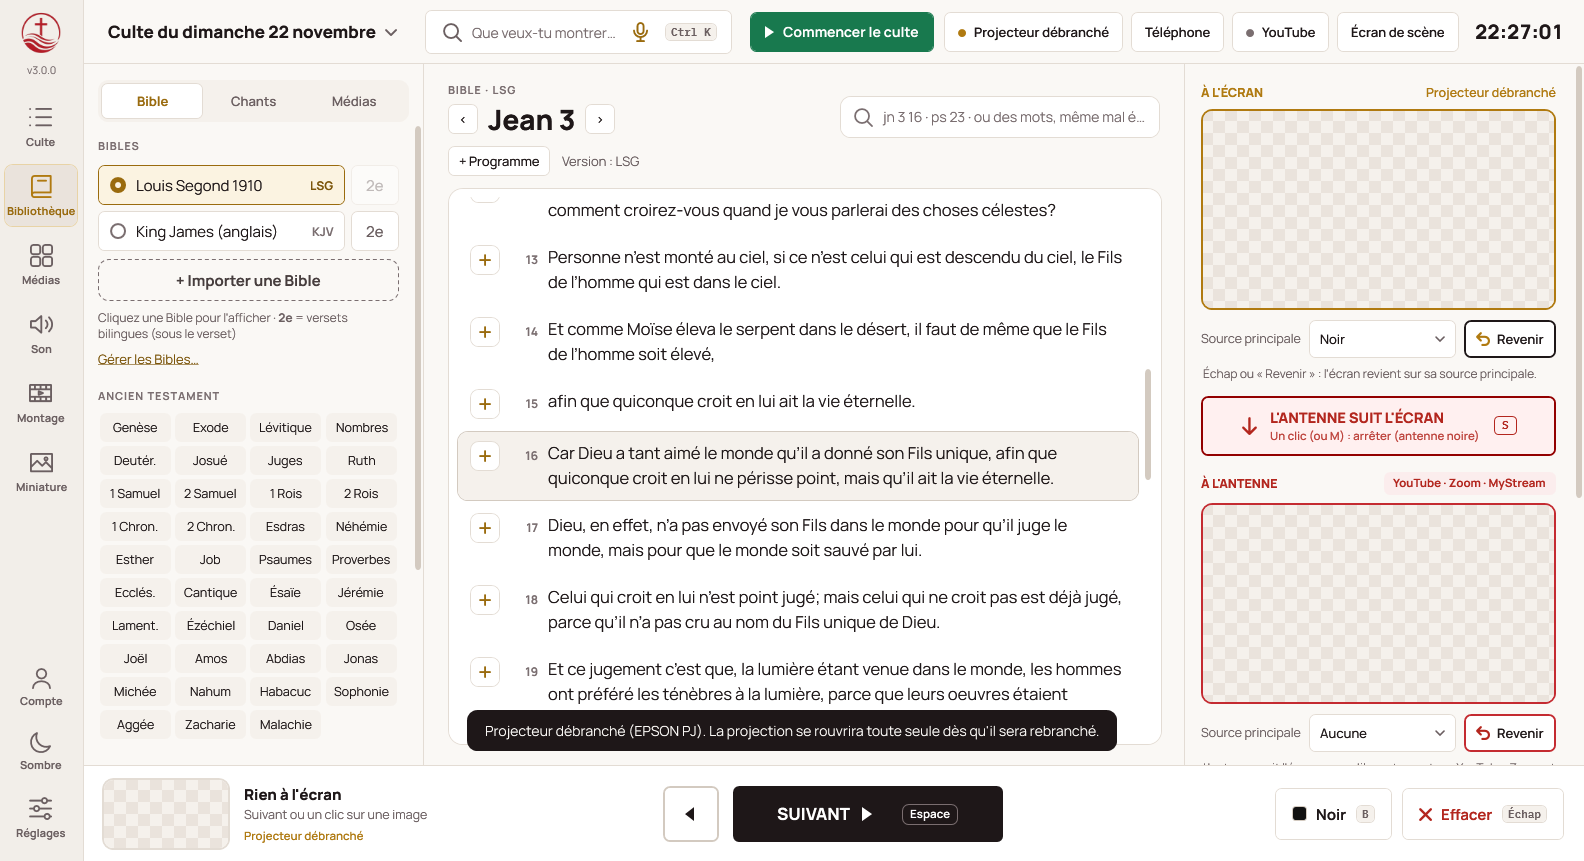 v3.0.0
Culte
Bibliothèque
Médias
Son
Montage
Miniature
Compte
Sombre
Réglages
Culte du dimanche 22 novembre
Que veux-tu montrer...
Ctrl K
Commencer le culte
Projecteur débranché
Téléphone
YouTube
Écran de scène
22:27:01
Bible
Chants
Médias
BIBLES
Louis Segond 1910 LSG
2e
King James (anglais) KJV
2e
+ Importer une Bible
Cliquez une Bible pour l'afficher · 2e = versets
bilingues (sous le verset)
Gérer les Bibles...
ANCIEN TESTAMENT
Genèse Exode Lévitique Nombres
Deutér. Josué Juges Ruth
1 Samuel 2 Samuel 1 Rois 2 Rois
1 Chron. 2 Chron. Esdras Néhémie
Esther Job Psaumes Proverbes
Ecclés. Cantique Ésaïe Jérémie
Lament. Ézéchiel Daniel Osée
Joël Amos Abdias Jonas
Michée Nahum Habacuc Sophonie
Aggée Zacharie Malachie
BIBLE · LSG
‹ Jean 3 ›
jn 3 16 · ps 23 · ou des mots, même mal é...
+ Programme
Version : LSG
comment croirez-vous quand je vous parlerai des choses célestes?
+ 13 Personne n'est monté au ciel, si ce n'est celui qui est descendu du ciel, le Fils
de l'homme qui est dans le ciel.
+ 14 Et comme Moïse éleva le serpent dans le désert, il faut de même que le Fils
de l'homme soit élevé,
+ 15 afin que quiconque croit en lui ait la vie éternelle.
+ 16 Car Dieu a tant aimé le monde qu'il a donné son Fils unique, afin que
quiconque croit en lui ne périsse point, mais qu'il ait la vie éternelle.
+ 17 Dieu, en effet, n'a pas envoyé son Fils dans le monde pour qu'il juge le
monde, mais pour que le monde soit sauvé par lui.
+ 18 Celui qui croit en lui n'est point jugé; mais celui qui ne croit pas est déjà jugé,
parce qu'il n'a pas cru au nom du Fils unique de Dieu.
+ 19 Et ce jugement c'est que, la lumière étant venue dans le monde, les hommes
ont préféré les ténèbres à la lumière, parce que leurs oeuvres étaient
Projecteur débranché (EPSON PJ). La projection se rouvrira toute seule dès qu'il sera rebranché.
À L'ÉCRAN
Projecteur débranché
Source principale
Noir
Revenir
Échap ou « Revenir » : l'écran revient sur sa source principale.
L'ANTENNE SUIT L'ÉCRAN
Un clic (ou M) : arrêter (antenne noire)
S
À L'ANTENNE
YouTube · Zoom · MyStream
Source principale
Aucune
Revenir
Rien à l'écran
Suivant ou un clic sur une image
Projecteur débranché
SUIVANT
Espace
Noir B
Effacer Échap